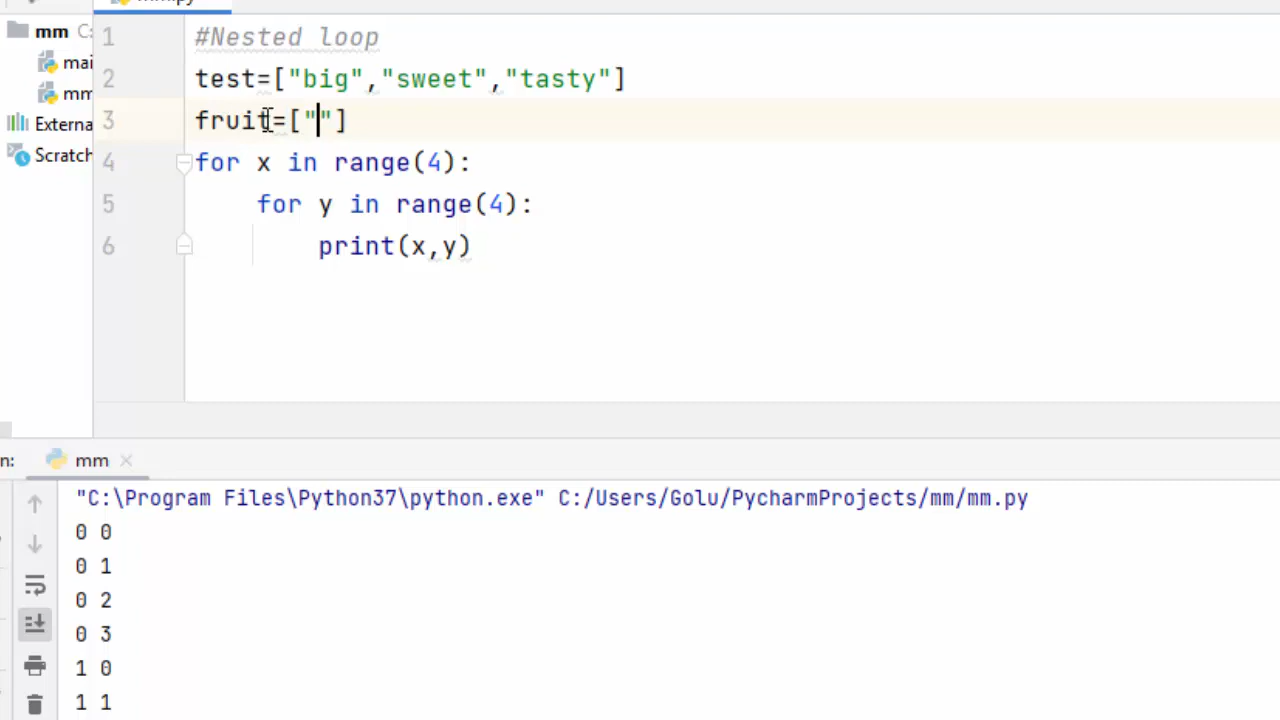 mm.py
mm C:
mai
mm
Externa
Scratch
1 #Nested loop
2 test=["big","sweet","tasty"]
3 fruit=[""]
4 for x in range(4):
5 for y in range(4):
6 print(x,y)
n: mm
"C:\Program Files\Python37\python.exe" C:/Users/Golu/PycharmProjects/mm/mm.py
0 0
0 1
0 2
0 3
1 0
1 1